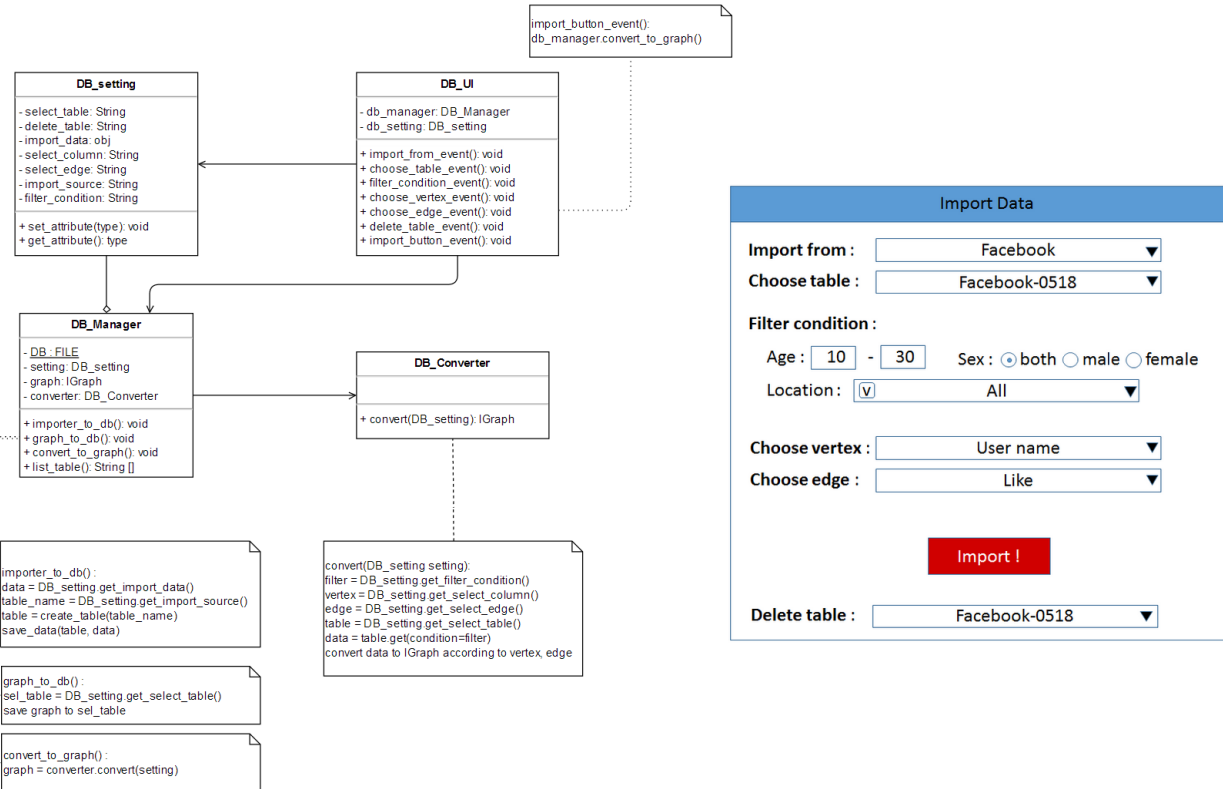 import_button_event():
db_manager.convert_to_graph()
DB_setting
- select_table: String
- delete_table: String
- import_data: obj
- select_column: String
- select_edge: String
- import_source: String
- filter_condition: String
+ set_attribute(type): void
+ get_attribute(): type
DB_UI
- db_manager: DB_Manager
- db_setting: DB_setting
+ import_from_event(): void
+ choose_table_event(): void
+ filter_condition_event(): void
+ choose_vertex_event(): void
+ choose_edge_event(): void
+ delete_table_event(): void
+ import_button_event(): void
DB_Manager
- DB : FILE
- setting: DB_setting
- graph: IGraph
- converter: DB_Converter
+ importer_to_db(): void
+ graph_to_db(): void
+ convert_to_graph(): void
+ list_table(): String []
DB_Converter
+ convert(DB_setting): IGraph
importer_to_db() :
data = DB_setting.get_import_data()
table_name = DB_setting.get_import_source()
table = create_table(table_name)
save_data(table, data)
graph_to_db() :
sel_table = DB_setting.get_select_table()
save graph to sel_table
convert_to_graph() :
graph = converter.convert(setting)
convert(DB_setting setting):
filter = DB_setting.get_filter_condition()
vertex = DB_setting.get_select_column()
edge = DB_setting.get_select_edge()
table = DB_setting.get_select_table()
data = table.get(condition=filter)
convert data to IGraph according to vertex, edge
Import Data
Import from : Facebook
Choose table : Facebook-0518
Filter condition :
Age : 10 - 30 Sex : both male female
Location : V All
Choose vertex : User name
Choose edge : Like
Import !
Delete table : Facebook-0518